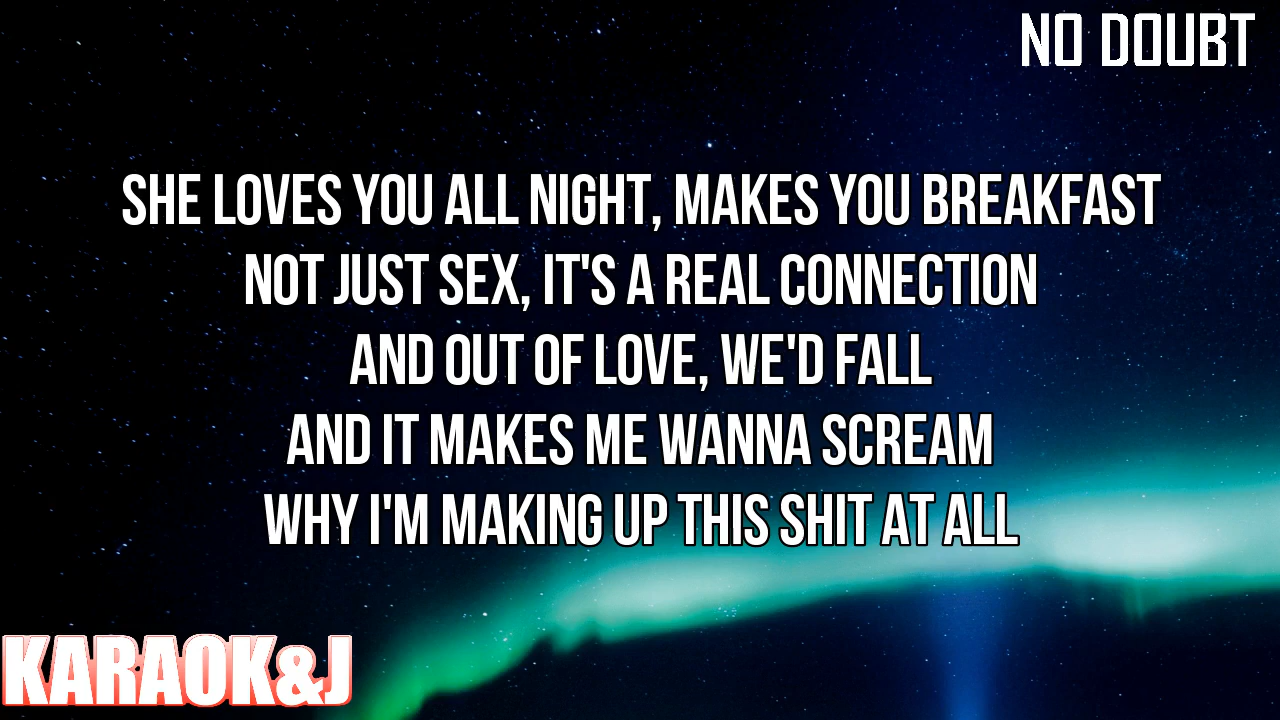 NO DOUBT
SHE LOVES YOU ALL NIGHT, MAKES YOU BREAKFAST
NOT JUST SEX, IT'S A REAL CONNECTION
AND OUT OF LOVE, WE'D FALL
AND IT MAKES ME WANNA SCREAM
WHY I'M MAKING UP THIS SHIT AT ALL
KARAOK&J